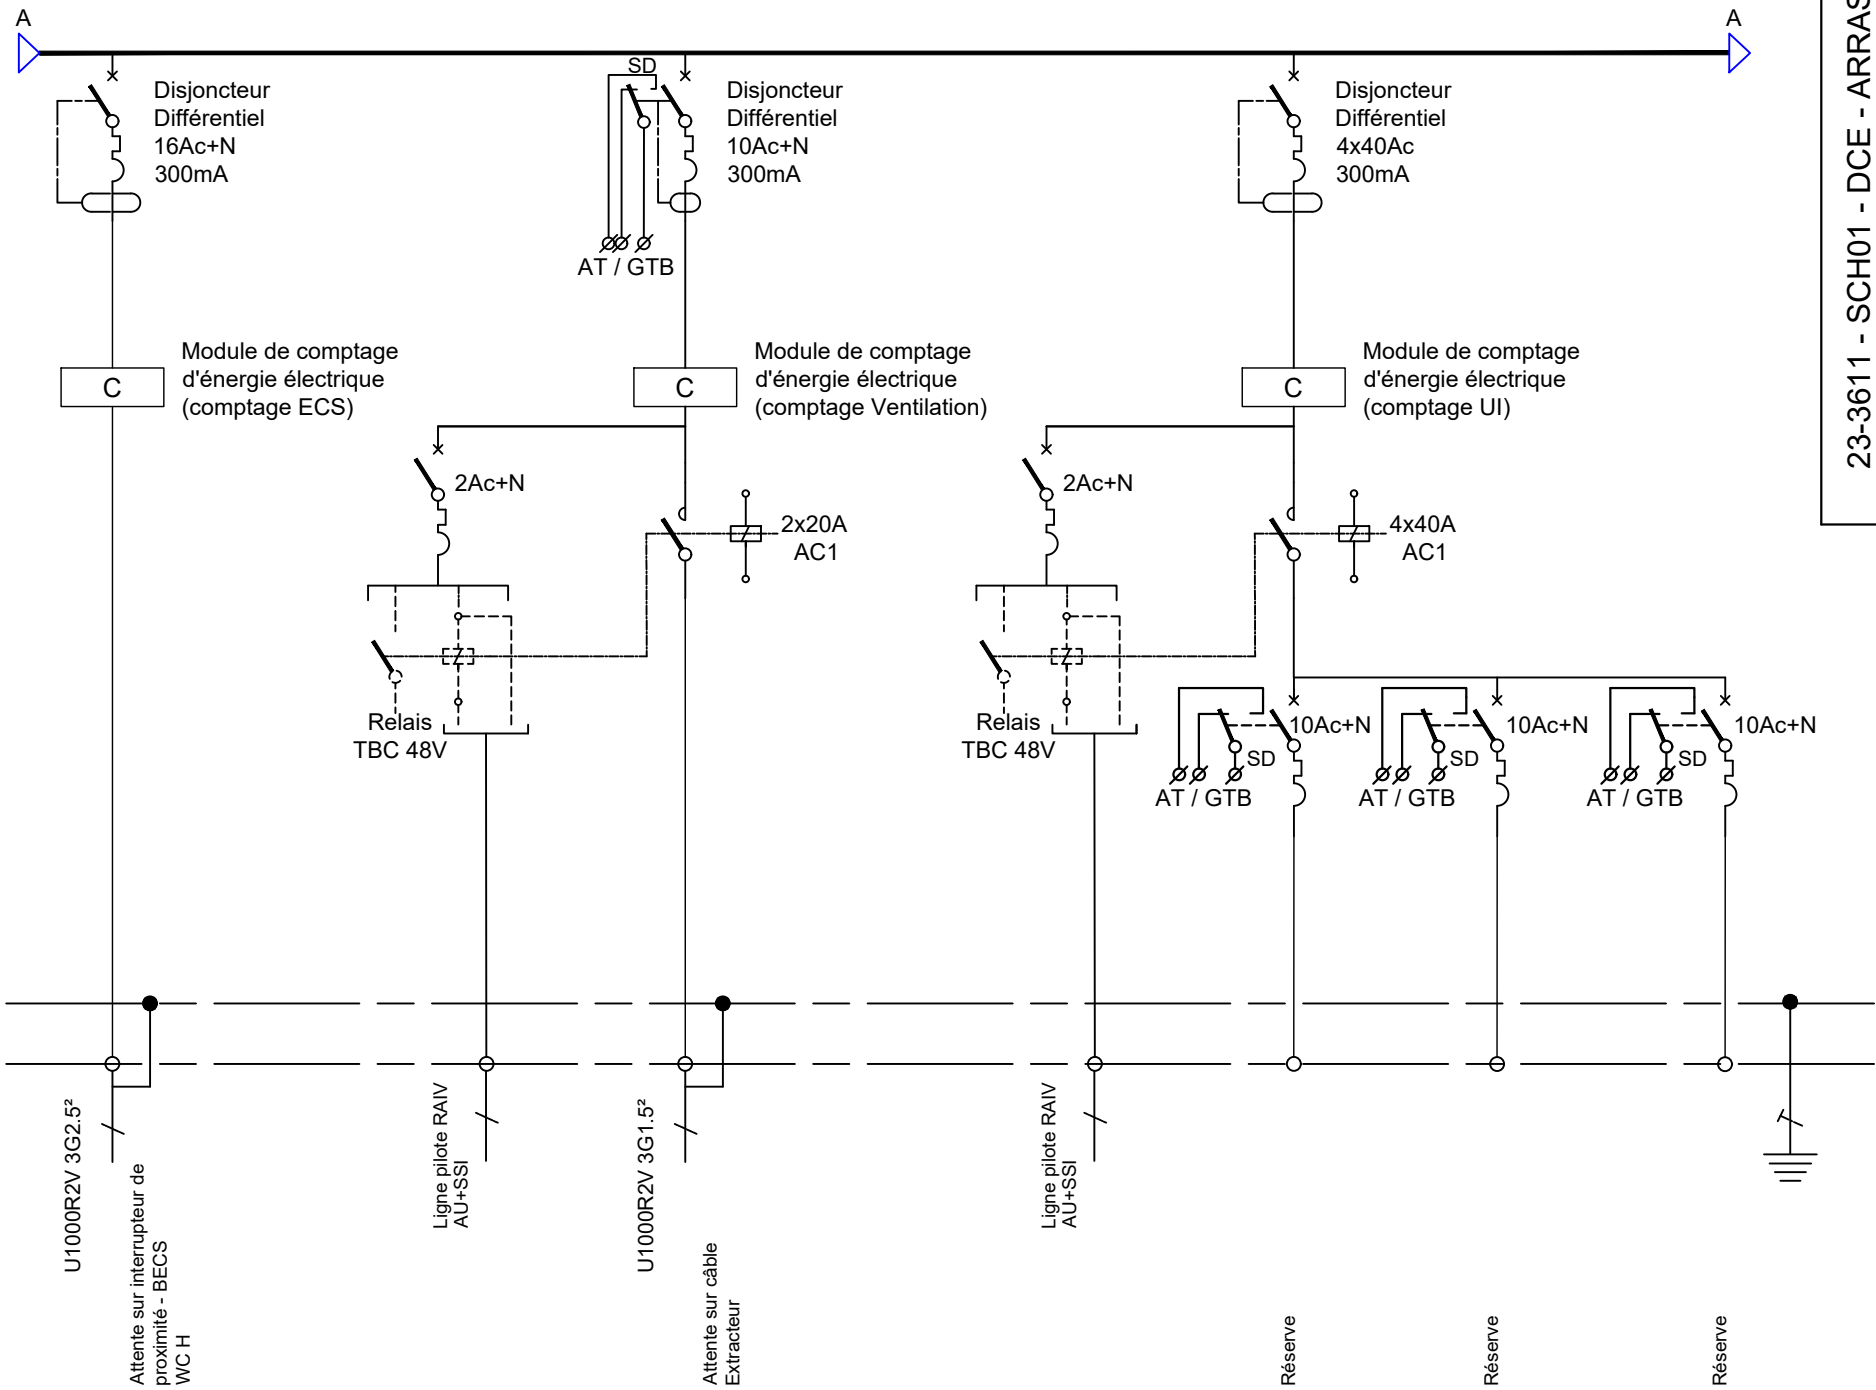 A
A
Disjoncteur
Différentiel
16Ac+N
300mA
SD
Disjoncteur
Différentiel
10Ac+N
300mA
AT / GTB
Disjoncteur
Différentiel
4x40Ac
300mA
C
Module de comptage
d'énergie électrique
(comptage ECS)
C
Module de comptage
d'énergie électrique
(comptage Ventilation)
C
Module de comptage
d'énergie électrique
(comptage UI)
2Ac+N
2x20A
AC1
2Ac+N
4x40A
AC1
Relais
TBC 48V
Relais
TBC 48V
10Ac+N
SD
AT / GTB
10Ac+N
SD
AT / GTB
10Ac+N
SD
AT / GTB
U1000R2V 3G2.5²
Attente sur interrupteur de
proximité - BECS
WC H
Ligne pilote RAIV
AU+SSI
U1000R2V 3G1.5²
Attente sur câble
Extracteur
Ligne pilote RAIV
AU+SSI
Réserve
Réserve
Réserve
23-3611 - SCH01 - DCE - ARRAS